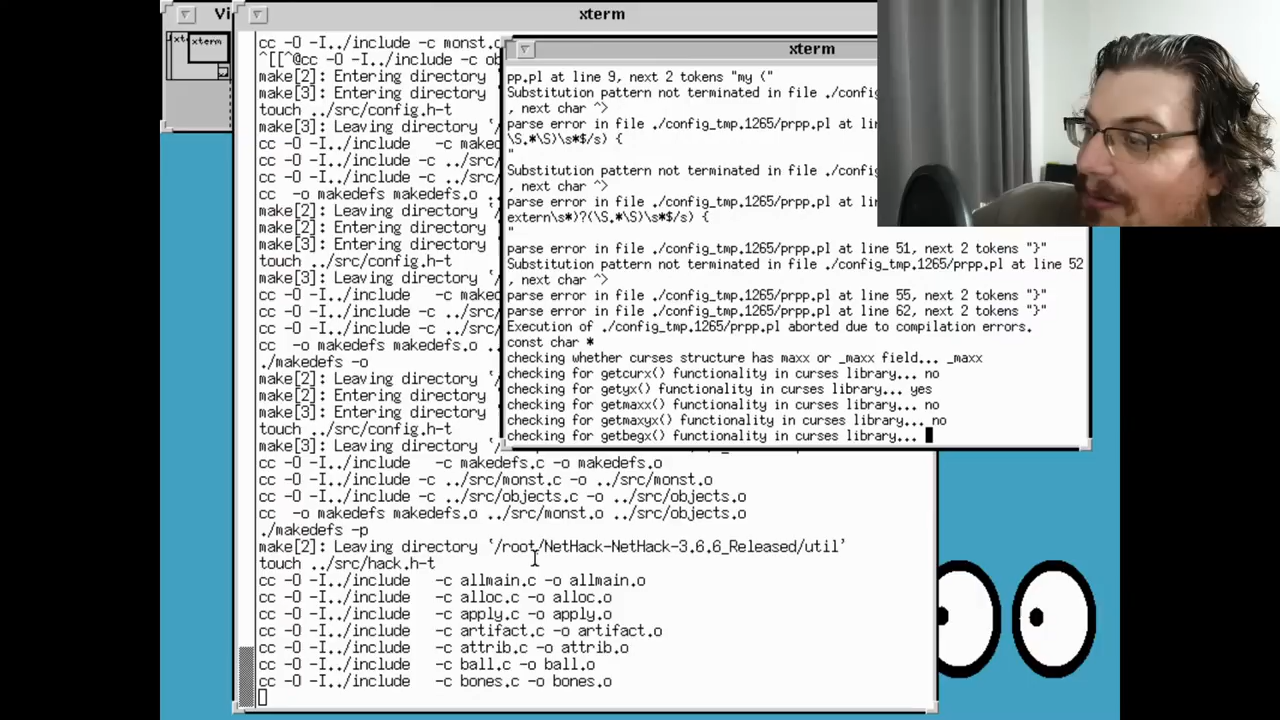 Vi
xterm
xterm
cc -O -I../include -c monst.c
^[[^@cc -O -I../include -c ob
make[2]: Entering directory '
make[3]: Entering directory '
touch ../src/config.h-t
make[3]: Leaving directory '/
cc -O -I../include   -c maked
cc -O -I../include   -c ../sr
cc -O -I../include   -c ../sr
cc  -o makedefs makedefs.o ..
make[2]: Leaving directory '/
make[2]: Entering directory '
make[3]: Entering directory '
touch ../src/config.h-t
make[3]: Leaving directory '/
cc -O -I../include   -c maked
cc -O -I../include   -c ../sr
cc -O -I../include   -c ../sr
cc  -o makedefs makedefs.o ..
./makedefs -o
make[2]: Leaving directory '/
make[2]: Entering directory '
make[3]: Entering directory '
touch ../src/config.h-t
make[3]: Leaving directory '/
cc -O -I../include   -c makedefs.c -o makedefs.o
cc -O -I../include   -c ../src/monst.c -o ../src/monst.o
cc -O -I../include   -c ../src/objects.c -o ../src/objects.o
cc  -o makedefs makedefs.o ../src/monst.o ../src/objects.o
./makedefs -p
make[2]: Leaving directory '/root/NetHack-NetHack-3.6.6_Released/util'
touch ../src/hack.h-t
cc -O -I../include   -c allmain.c -o allmain.o
cc -O -I../include   -c alloc.c -o alloc.o
cc -O -I../include   -c apply.c -o apply.o
cc -O -I../include   -c artifact.c -o artifact.o
cc -O -I../include   -c attrib.c -o attrib.o
cc -O -I../include   -c ball.c -o ball.o
cc -O -I../include   -c bones.c -o bones.o
xterm
pp.pl at line 9, next 2 tokens "my ("
Substitution pattern not terminated in file ./config_
, next char ^>
parse error in file ./config_tmp.1265/prpp.pl at lin
\S.*\S)\s*$/s) {
"
Substitution pattern not terminated in file ./config_
, next char ^>
parse error in file ./config_tmp.1265/prpp.pl at lin
extern\s*)?(\S.*\S)\s*$/s) {
"
parse error in file ./config_tmp.1265/prpp.pl at line 51, next 2 tokens "}"
Substitution pattern not terminated in file ./config_tmp.1265/prpp.pl at line 52
, next char ^>
parse error in file ./config_tmp.1265/prpp.pl at line 55, next 2 tokens "}"
parse error in file ./config_tmp.1265/prpp.pl at line 62, next 2 tokens "}"
Execution of ./config_tmp.1265/prpp.pl aborted due to compilation errors.
const char *
checking whether curses structure has maxx or _maxx field... _maxx
checking for getcurx() functionality in curses library... no
checking for getyx() functionality in curses library... yes
checking for getmaxx() functionality in curses library... no
checking for getmaxyx() functionality in curses library... no
checking for getbegx() functionality in curses library...